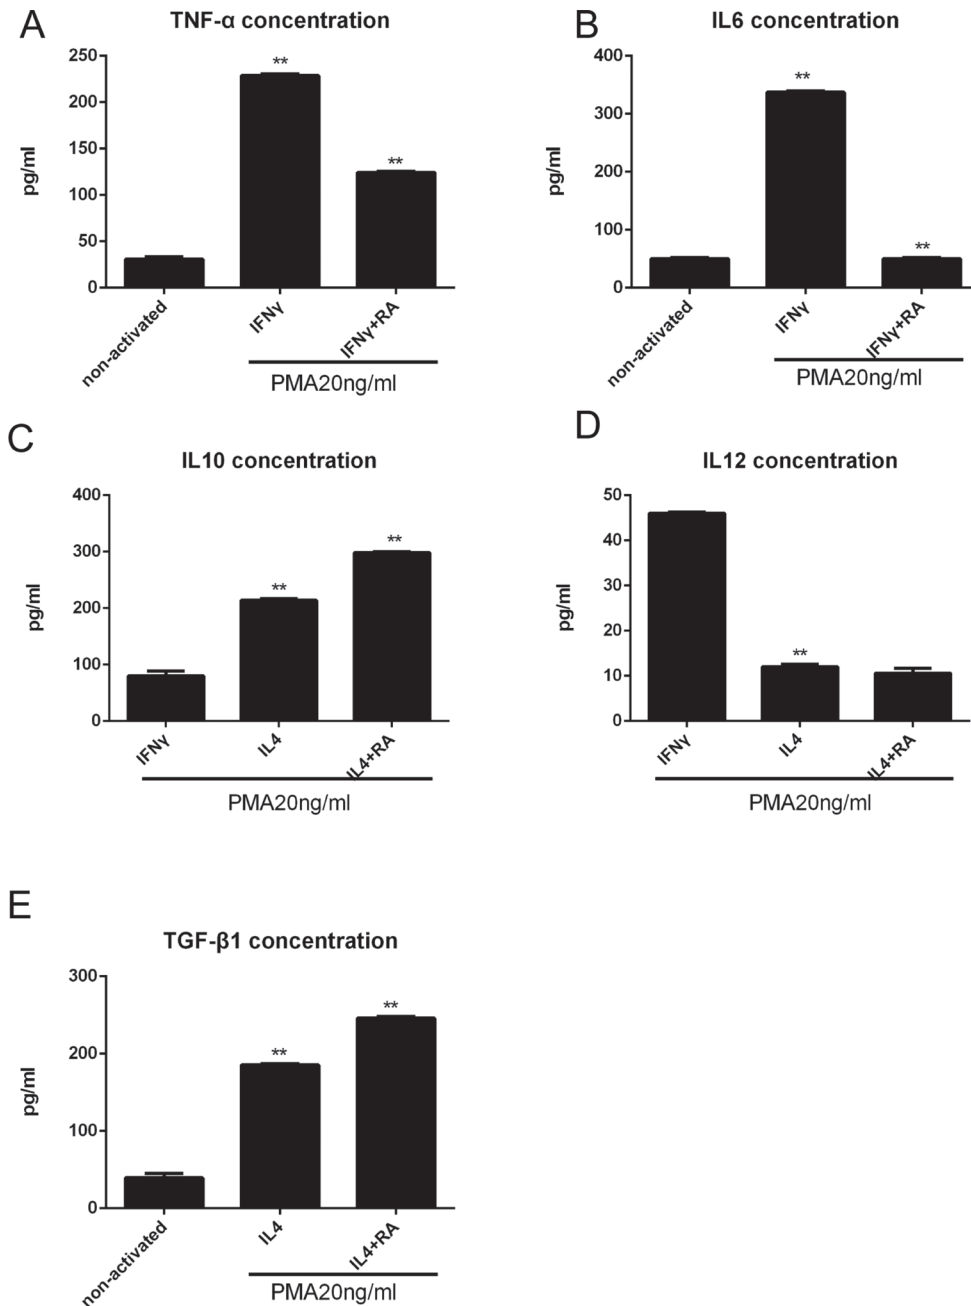 A
TNF-α concentration
250
200
150
100
50
0
pg/ml
**
**
non-activated
IFNγ
IFNγ+RA
PMA20ng/ml
B
IL6 concentration
400
300
200
100
0
pg/ml
**
**
non-activated
IFNγ
IFNγ+RA
PMA20ng/ml
C
IL10 concentration
400
300
200
100
0
pg/ml
**
**
IFNγ
IL4
IL4+RA
PMA20ng/ml
D
IL12 concentration
50
40
30
20
10
0
pg/ml
**
IFNγ
IL4
IL4+RA
PMA20ng/ml
E
TGF-β1 concentration
300
200
100
0
pg/ml
**
**
non-activated
IL4
IL4+RA
PMA20ng/ml